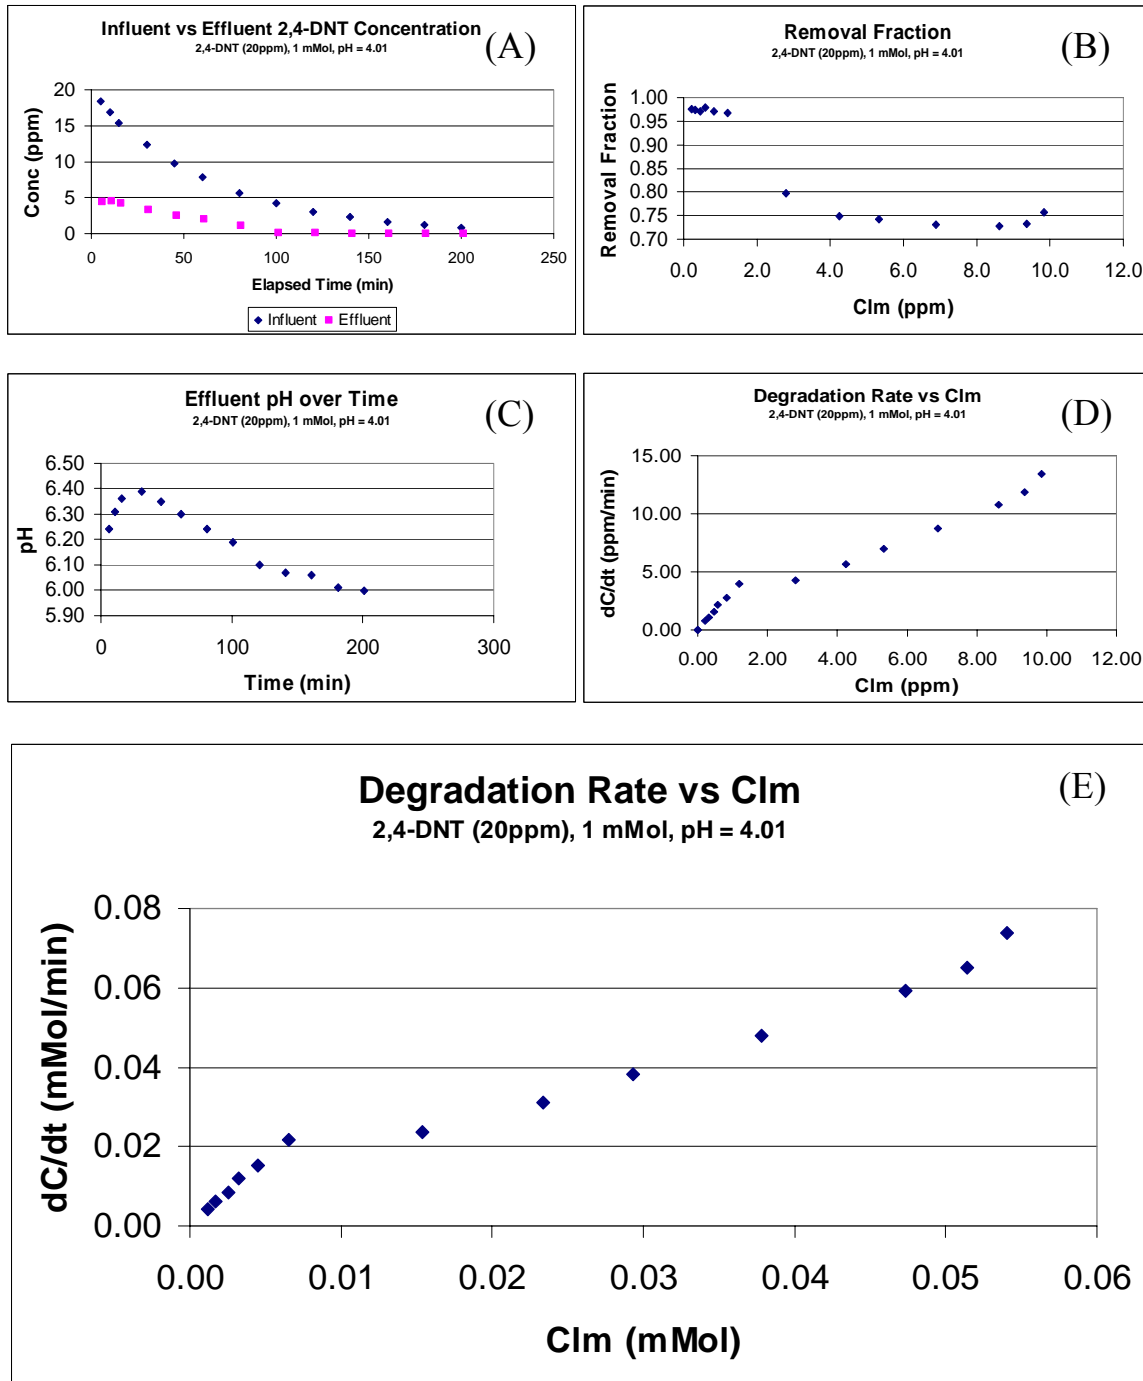 Influent vs Effluent 2,4-DNT Concentration
2,4-DNT (20ppm), 1 mMol, pH = 4.01
(A)
20
15
10
5
0
Conc (ppm)
0 50 100 150 200 250
Elapsed Time (min)
Influent Effluent
Removal Fraction
2,4-DNT (20ppm), 1 mMol, pH = 4.01
(B)
1.00
0.95
0.90
0.85
0.80
0.75
0.70
Removal Fraction
0.0 2.0 4.0 6.0 8.0 10.0 12.0
Clm (ppm)
Effluent pH over Time
2,4-DNT (20ppm), 1 mMol, pH = 4.01
(C)
6.50
6.40
6.30
6.20
6.10
6.00
5.90
pH
0 100 200 300
Time (min)
Degradation Rate vs Clm
2,4-DNT (20ppm), 1 mMol, pH = 4.01
(D)
15.00
10.00
5.00
0.00
dC/dt (ppm/min)
0.00 2.00 4.00 6.00 8.00 10.00 12.00
Clm (ppm)
Degradation Rate vs Clm
2,4-DNT (20ppm), 1 mMol, pH = 4.01
(E)
0.08
0.06
0.04
0.02
0.00
dC/dt (mMol/min)
0.00 0.01 0.02 0.03 0.04 0.05 0.06
Clm (mMol)